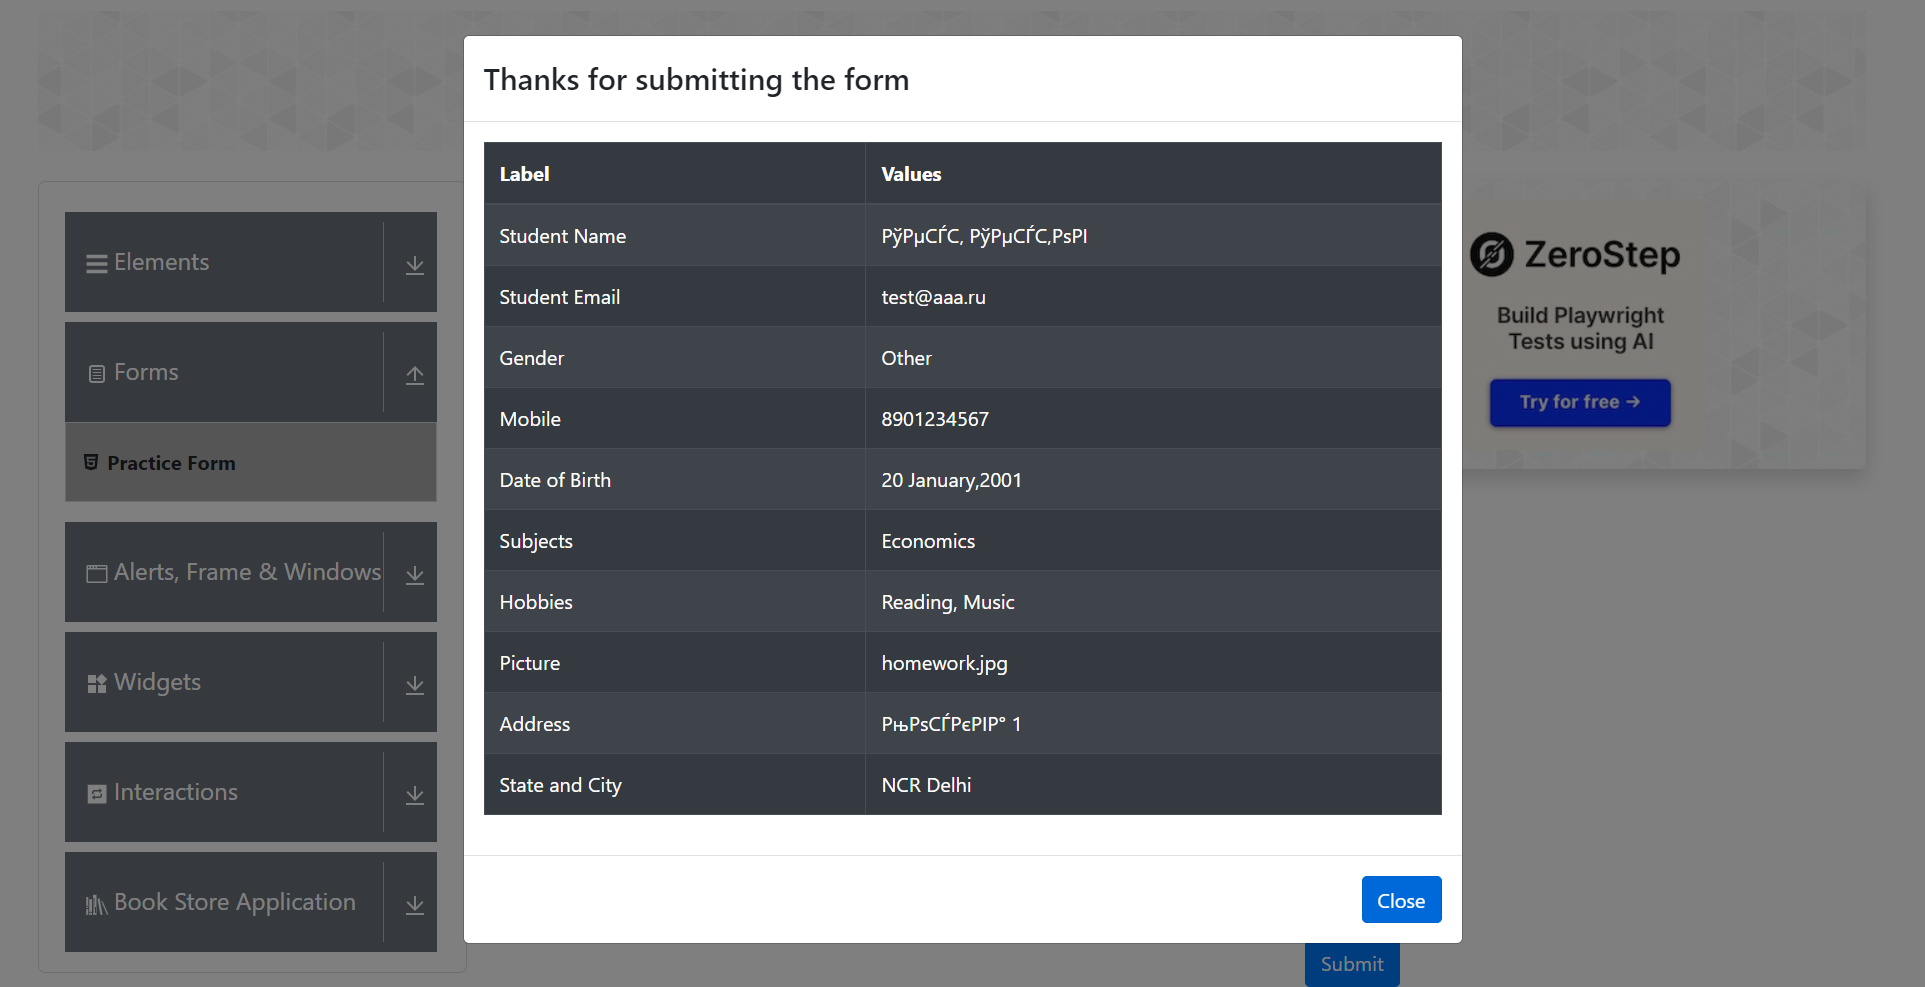 Thanks for submitting the form
Label Values
Student Name РўРµСЃС‚ РўРµСЃС‚РѕРІ
Student Email test@aaa.ru
Gender Other
Mobile 8901234567
Date of Birth 20 January,2001
Subjects Economics
Hobbies Reading, Music
Picture homework.jpg
Address РњРѕСЃРєРІР° 1
State and City NCR Delhi
Close
Submit
Elements
Forms
Practice Form
Alerts, Frame & Windows
Widgets
Interactions
Book Store Application
ZeroStep
Build Playwright
Tests using AI
Try for free →